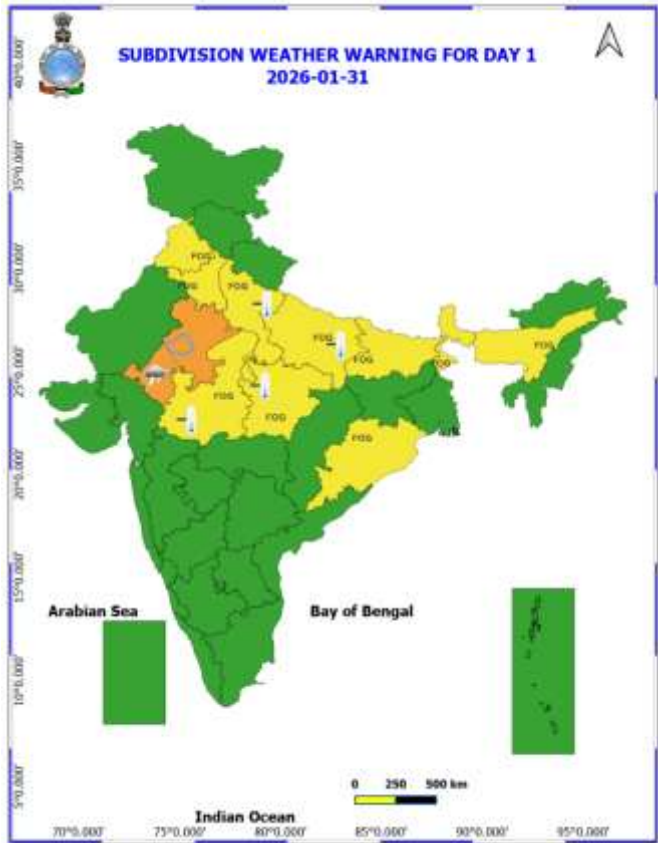 SUBDIVISION WEATHER WARNING FOR DAY 1
2026-01-31
40°0.000'
35°0.000'
30°0.000'
25°0.000'
20°0.000'
15°0.000'
10°0.000'
5°0.000'
FOG
FOG
FOG
FOG
FOG
FOG
FOG
FOG
FOG
Arabian Sea
Bay of Bengal
0 250 500 km
Indian Ocean
70°0.000' 75°0.000' 80°0.000' 85°0.000' 90°0.000' 95°0.000'